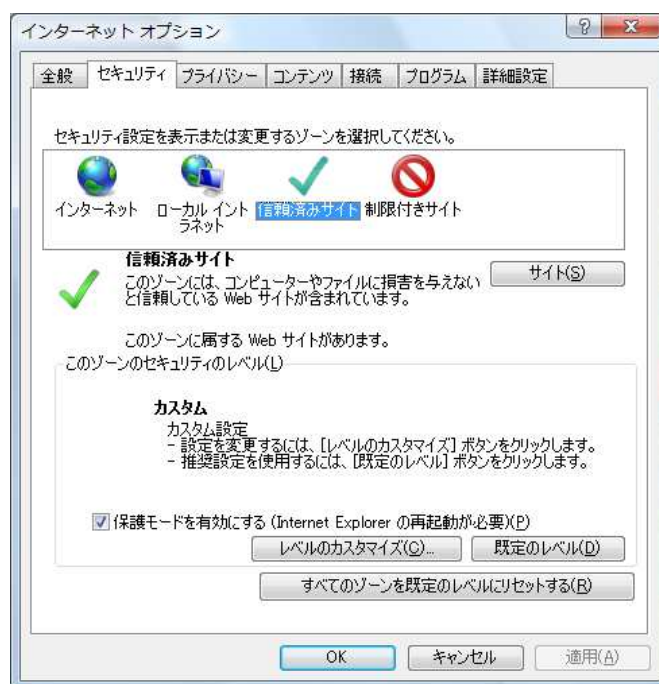 インターネット オプション
全般 セキュリティ プライバシー コンテンツ 接続 プログラム 詳細設定
セキュリティ設定を表示または変更するゾーンを選択してください。
インターネット ローカル イント
ラネット 信頼済みサイト 制限付きサイト
信頼済みサイト
このゾーンには、コンピューターやファイルに損害を与えない
と信頼している Web サイトが含まれています。
サイト(S)
このゾーンに属する Web サイトがあります。
このゾーンのセキュリティのレベル(L)
カスタム
カスタム設定
- 設定を変更するには、[レベルのカスタマイズ] ボタンをクリックします。
- 推奨設定を使用するには、[既定のレベル] ボタンをクリックします。
保護モードを有効にする (Internet Explorer の再起動が必要)(P)
レベルのカスタマイズ(C)... 既定のレベル(D)
すべてのゾーンを既定のレベルにリセットする(R)
OK キャンセル 適用(A)